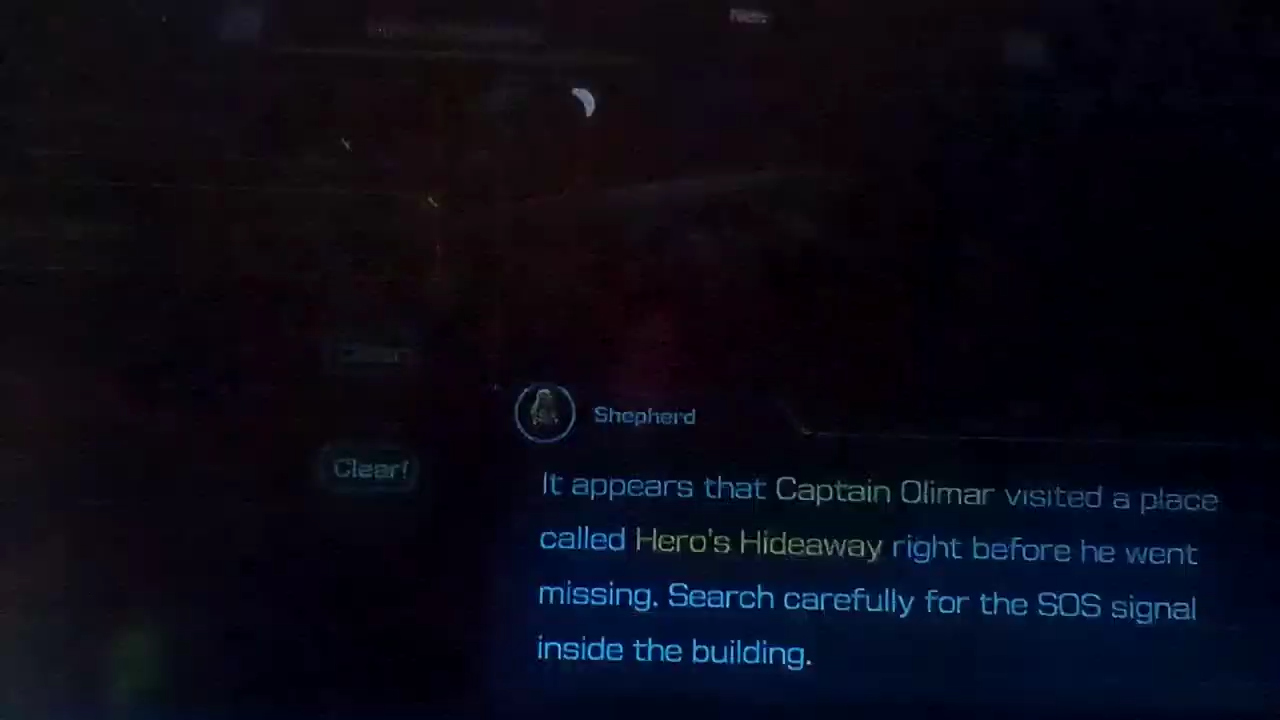 Shepherd
Clear!
It appears that Captain Olimar visited a place
called Hero's Hideaway right before he went
missing. Search carefully for the SOS signal
inside the building.